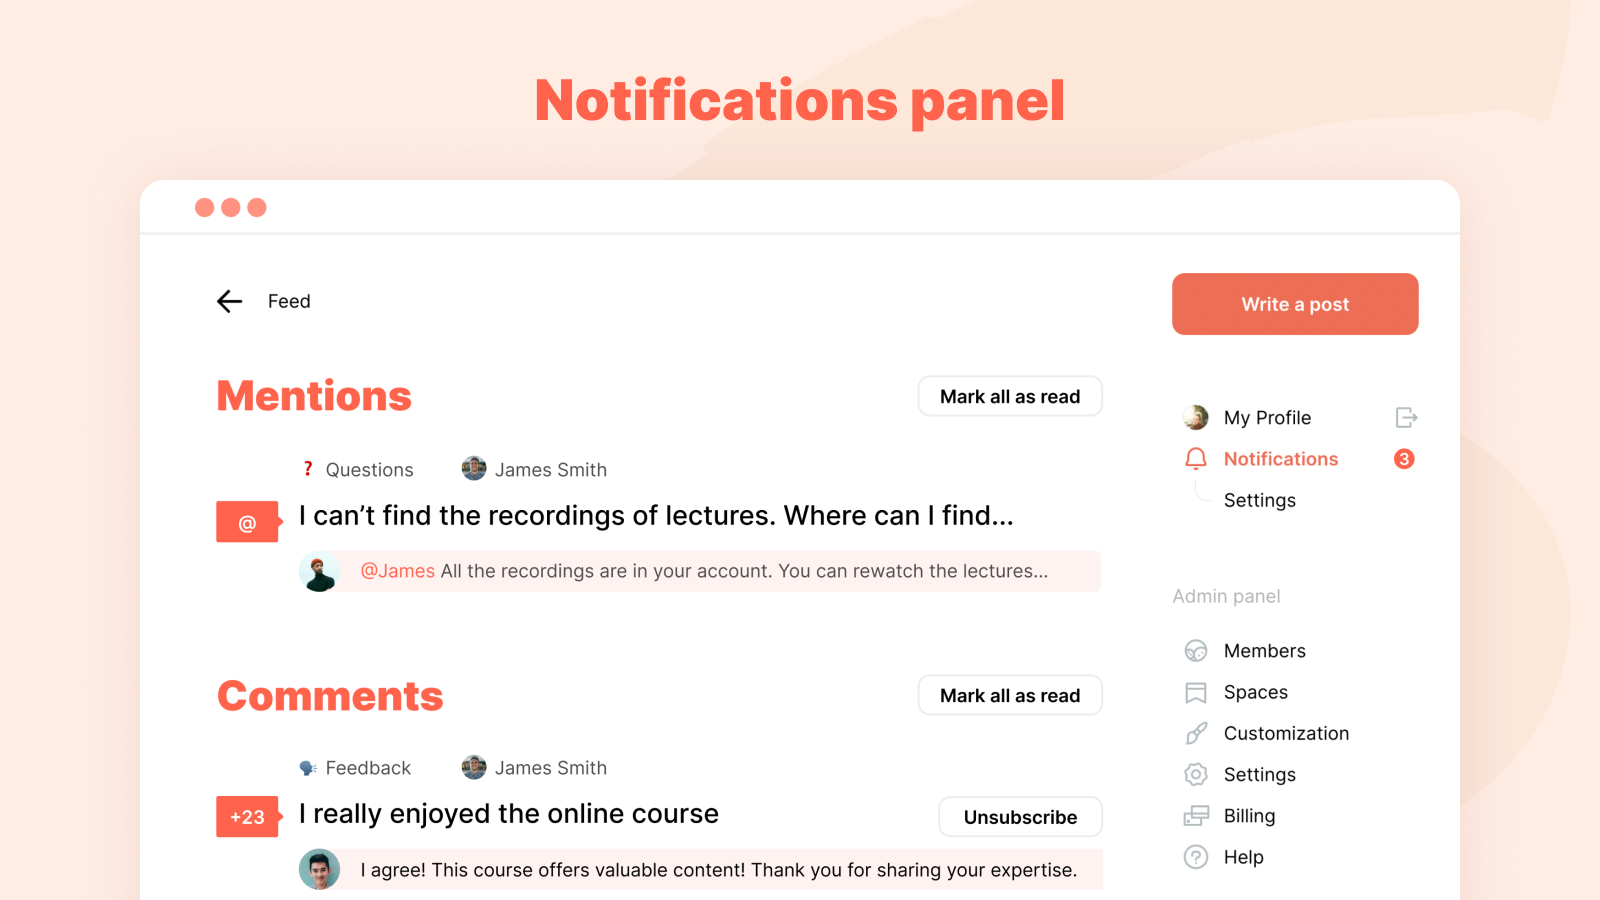 Notifications panel
Feed
Write a post
Mentions
Mark all as read
My Profile
Notifications
3
Settings
❓ Questions
James Smith
@
I can’t find the recordings of lectures. Where can I find...
@James All the recordings are in your account. You can rewatch the lectures...
Admin panel
Members
Spaces
Customization
Settings
Billing
Help
Comments
Mark all as read
Feedback
James Smith
+23
I really enjoyed the online course
Unsubscribe
I agree! This course offers valuable content! Thank you for sharing your expertise.